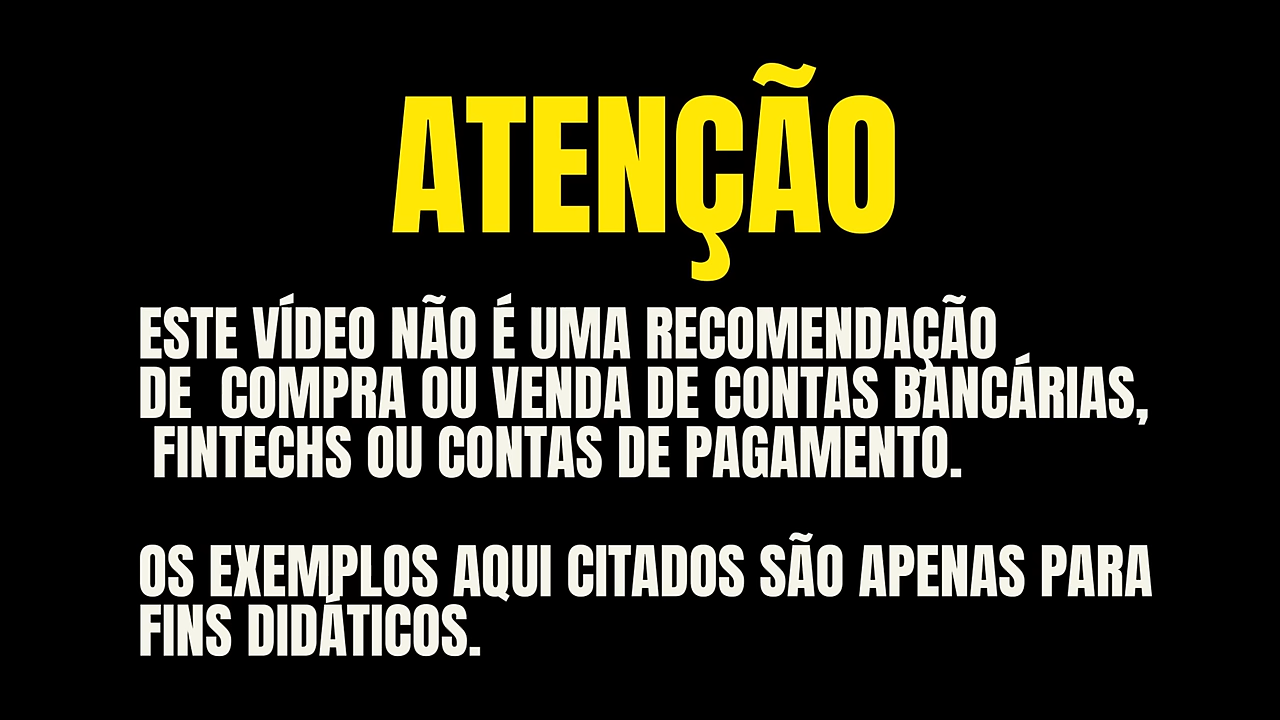 ATENÇÃO
ESTE VÍDEO NÃO É UMA RECOMENDAÇÃO
DE COMPRA OU VENDA DE CONTAS BANCÁRIAS,
FINTECHS OU CONTAS DE PAGAMENTO.
OS EXEMPLOS AQUI CITADOS SÃO APENAS PARA
FINS DIDÁTICOS.